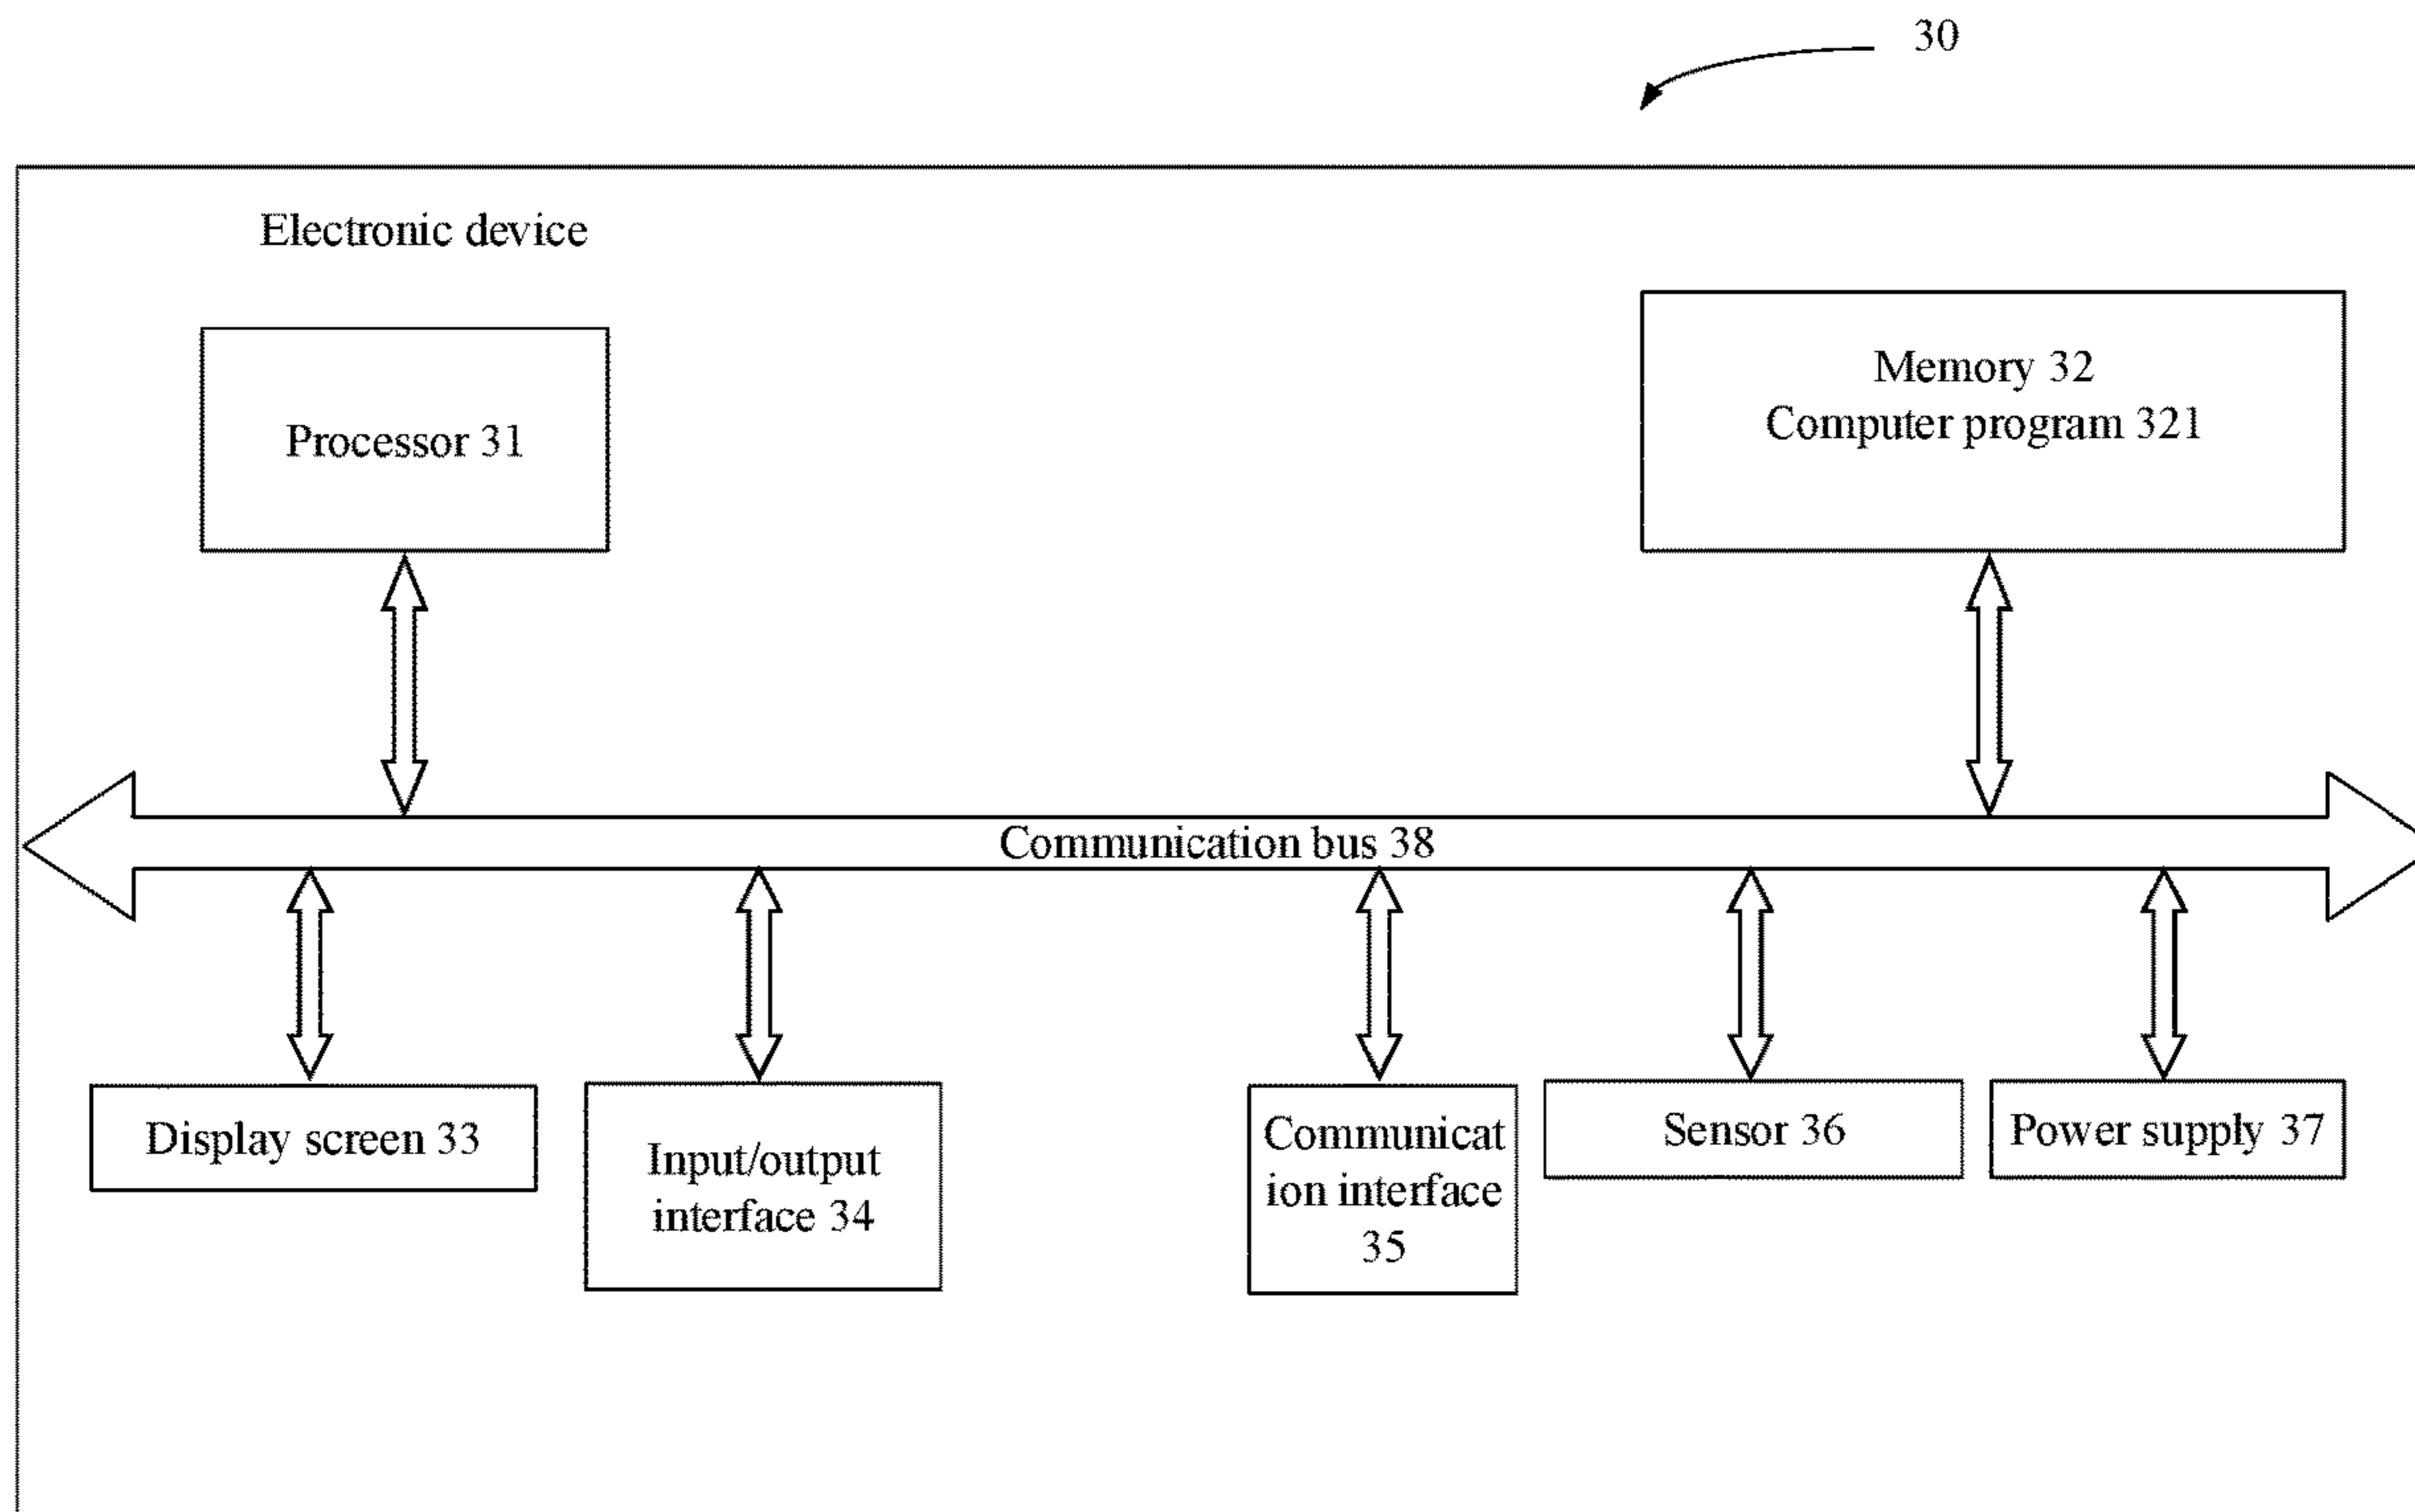 30
Electronic device
Processor 31
Memory 32
Computer program 321
Communication bus 38
Display screen 33
Input/output
interface 34
Communicat
ion interface
35
Sensor 36
Power supply 37